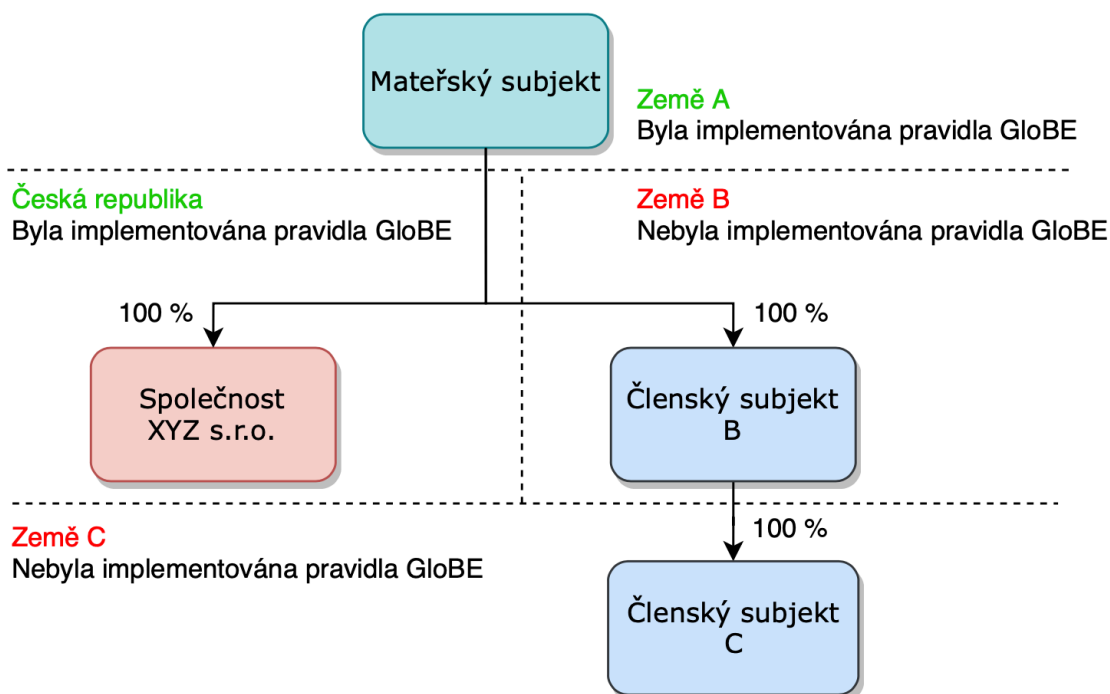 Mateřský subjekt
Země A
Byla implementována pravidla GloBE
Česká republika
Byla implementována pravidla GloBE
Země B
Nebyla implementována pravidla GloBE
100 %
100 %
Společnost
XYZ s.r.o.
Členský subjekt
B
Země C
Nebyla implementována pravidla GloBE
100 %
Členský subjekt
C